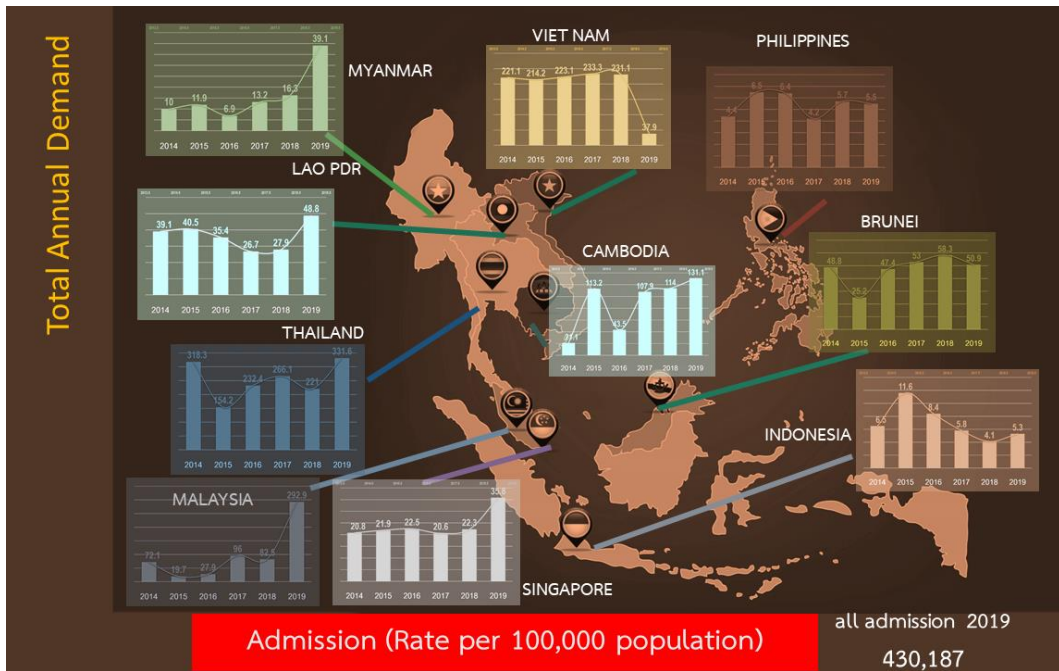 Total Annual Demand
MYANMAR
10 11.9 6.9 13.2 16.3 39.1
2014 2015 2016 2017 2018 2019
VIET NAM
221.1 214.2 223.1 233.3 231.1 37.9
2014 2015 2016 2017 2018 2019
PHILIPPINES
4.4 6.5 6.4 4.2 5.7 5.5
2014 2015 2016 2017 2018 2019
LAO PDR
39.1 40.5 35.4 26.7 27.9 48.8
2014 2015 2016 2017 2018 2019
CAMBODIA
113.2 43.5 107.9 114 131.1
2014 2015 2016 2017 2018 2019
BRUNEI
48.8 25.2 47.4 53 58.3 50.9
2014 2015 2016 2017 2018 2019
THAILAND
318.3 154.2 232.4 266.1 221 331.6
2014 2015 2016 2017 2018 2019
INDONESIA
6.5 11.6 8.4 5.8 4.1 5.3
2014 2015 2016 2017 2018 2019
MALAYSIA
72.1 19.7 27.9 96 82.5 292.9
2014 2015 2016 2017 2018 2019
20.8 21.9 22.5 20.6 22.3 35.8
2014 2015 2016 2017 2018 2019
SINGAPORE
Admission (Rate per 100,000 population)
all admission 2019
430,187